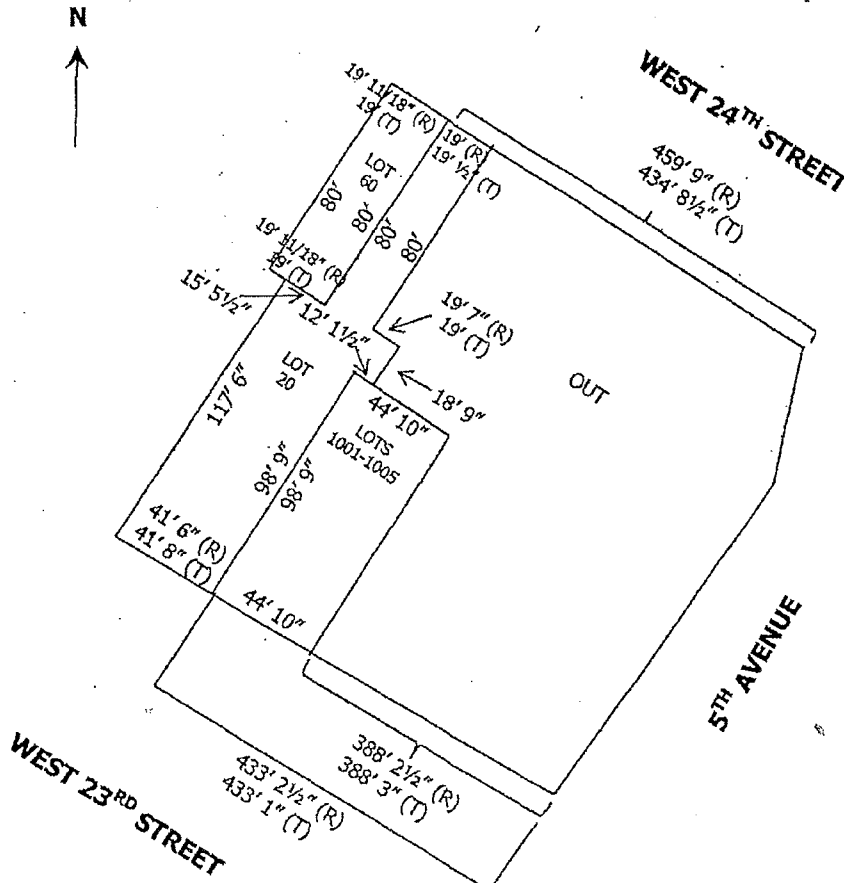 N
WEST 24TH STREET
459' 9" (R)
434' 8½" (T)
19' 11/18" (R)
19' (T)
19' (R)
19' ½" (T)
LOT
60
80'
80'
80'
80'
19' 11/18" (R)
19' (T)
15' 5½"
12' 1½"
19' 7" (R)
19' (T)
18' 9"
OUT
LOT
20
117' 6"
44' 10"
LOTS
1001-1005
98' 9"
98' 9"
41' 6" (R)
41' 8" (T)
44' 10"
5TH AVENUE
388' 2½" (R)
388' 3" (T)
433' 2½" (R)
433' 1" (T)
WEST 23RD STREET